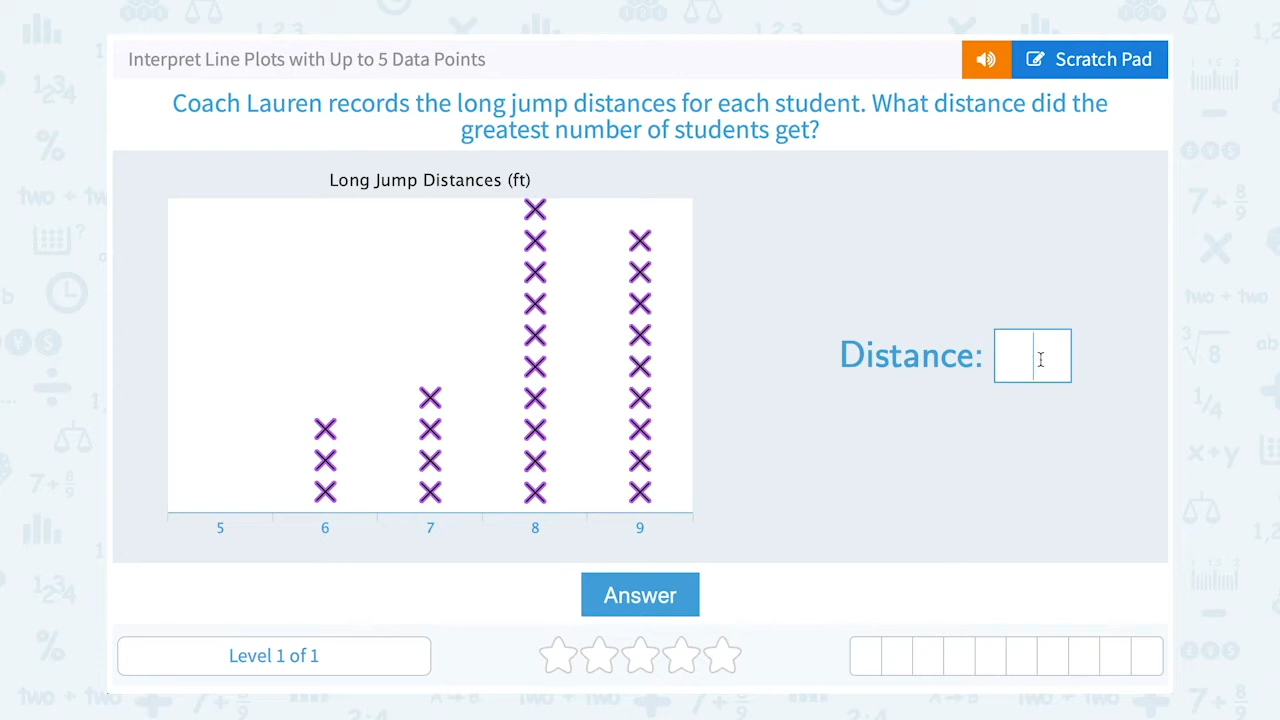 Interpret Line Plots with Up to 5 Data Points
Scratch Pad
Coach Lauren records the long jump distances for each student. What distance did the
greatest number of students get?
Long Jump Distances (ft)
Distance:
5 6 7 8 9
Answer
Level 1 of 1